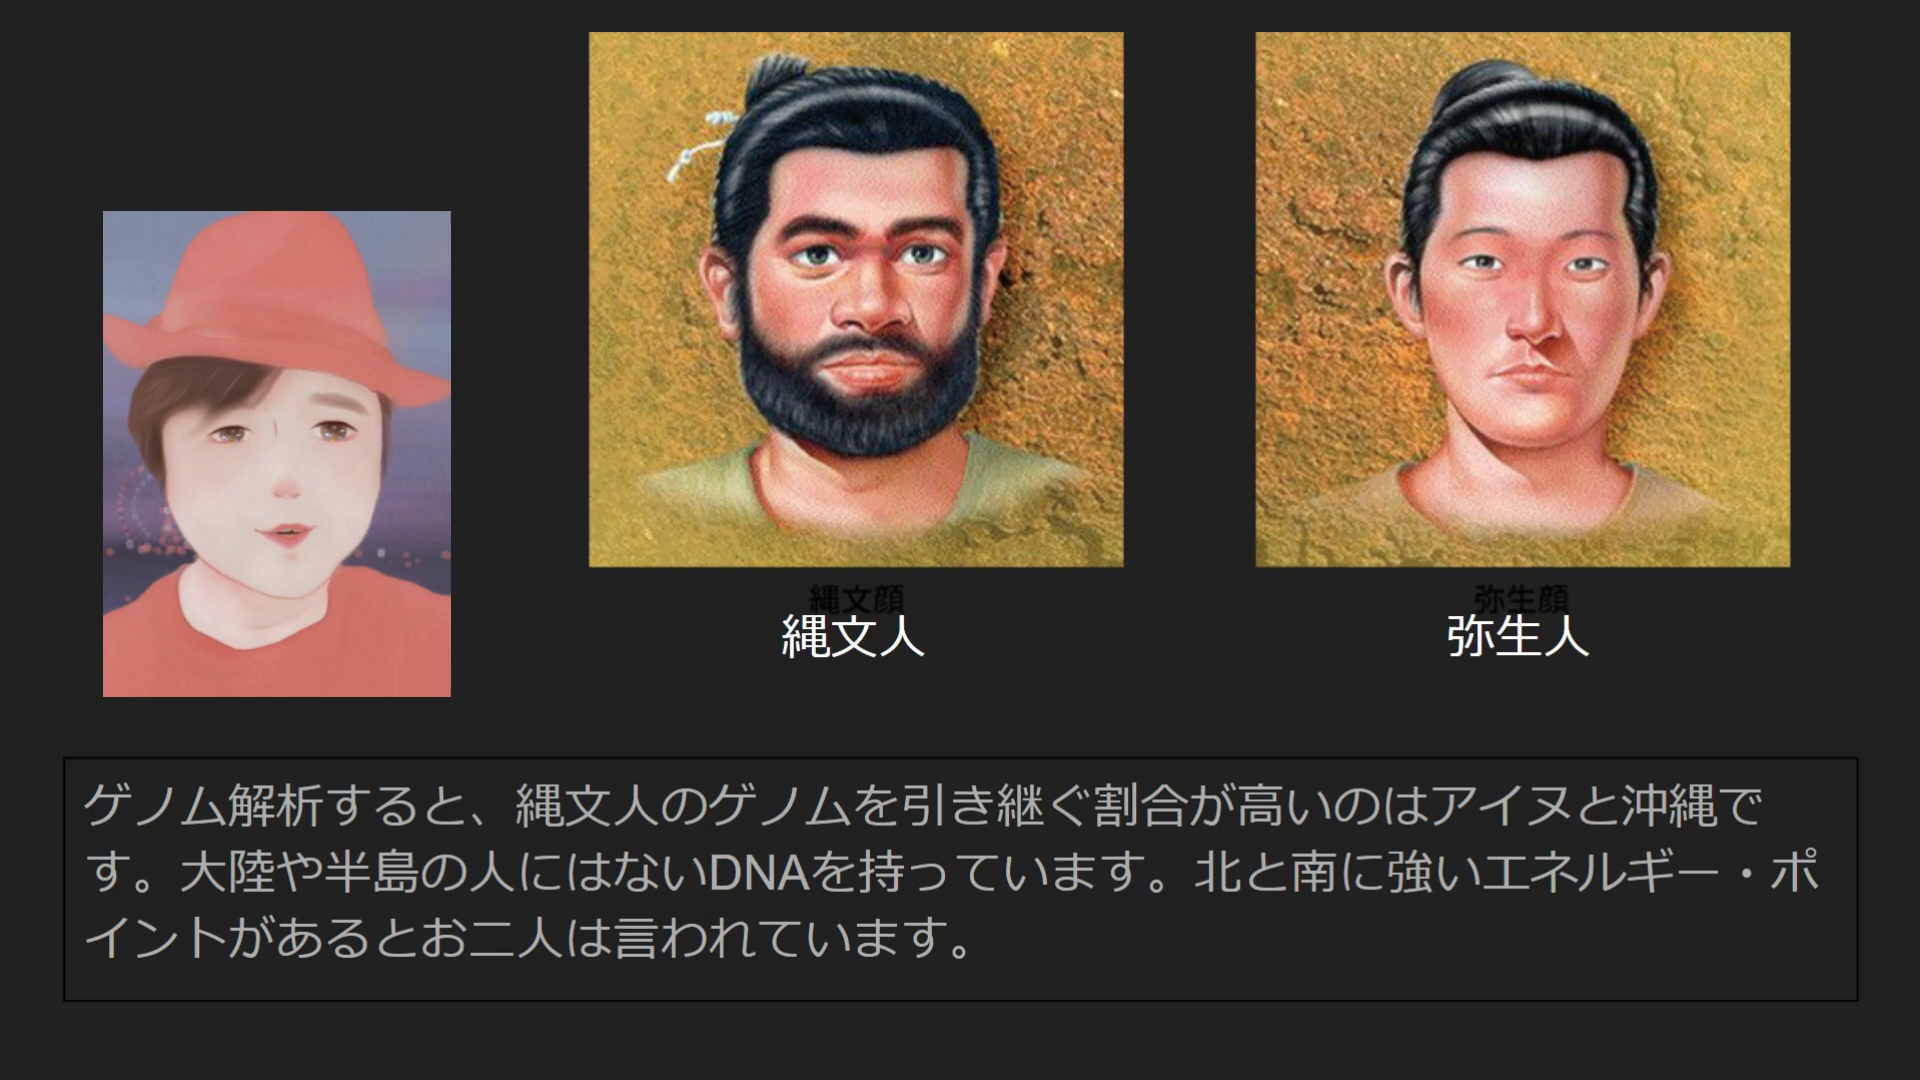 縄文顔
縄文人
弥生顔
弥生人
ゲノム解析すると、縄文人のゲノムを引き継ぐ割合が高いのはアイヌと沖縄で
す。大陸や半島の人にはないDNAを持っています。北と南に強いエネルギー・ポ
イントがあるとお二人は言われています。